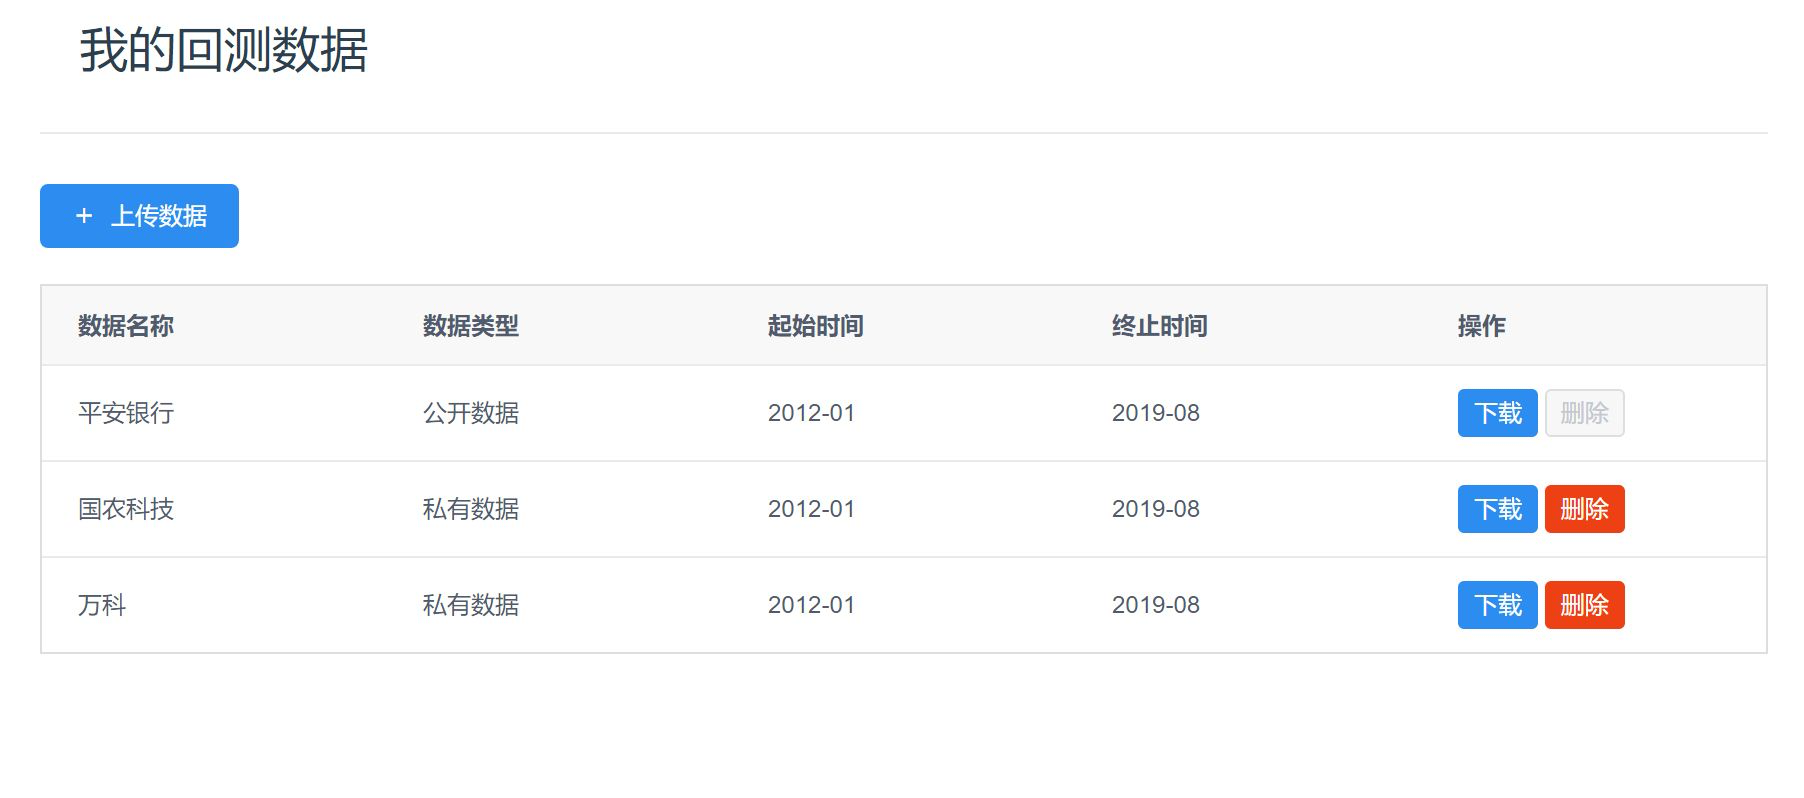 我的回测数据
+ 上传数据
数据名称 数据类型 起始时间 终止时间 操作
平安银行 公开数据 2012-01 2019-08 下载 删除
国农科技 私有数据 2012-01 2019-08 下载 删除
万科 私有数据 2012-01 2019-08 下载 删除